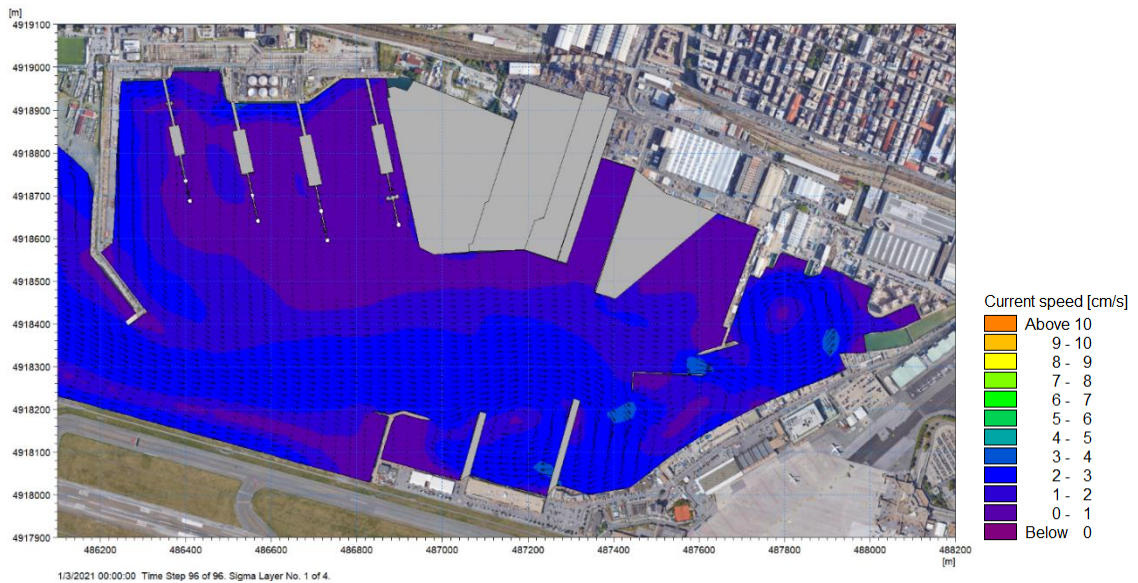 [m]
4919100
4919000
4918900
4918800
4918700
4918600
4918500
4918400
4918300
4918200
4918100
4918000
4917900
486200 486400 486600 486800 487000 487200 487400 487600 487800 488000 488200
[m]
1/3/2021 00:00:00 Time Step 96 of 96. Sigma Layer No. 1 of 4.
Current speed [cm/s]
Above 10
9 - 10
8 - 9
7 - 8
6 - 7
5 - 6
4 - 5
3 - 4
2 - 3
1 - 2
0 - 1
Below 0